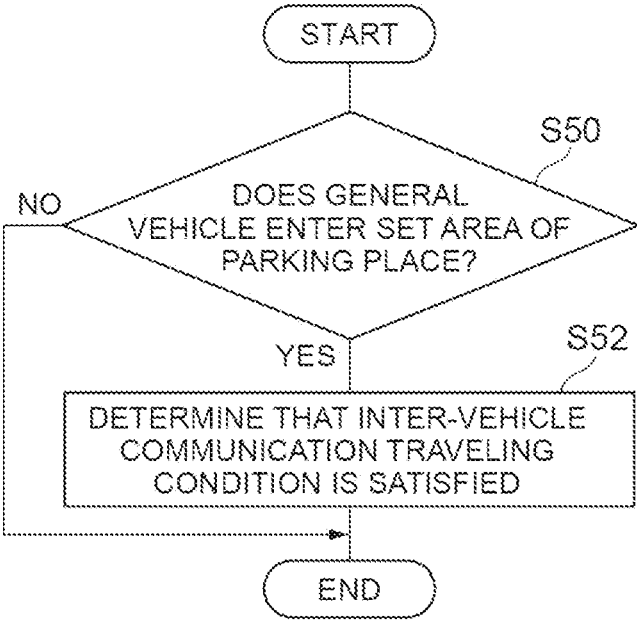 START
S50
NO
DOES GENERAL
VEHICLE ENTER SET AREA OF
PARKING PLACE?
YES
S52
DETERMINE THAT INTER-VEHICLE
COMMUNICATION TRAVELING
CONDITION IS SATISFIED
END